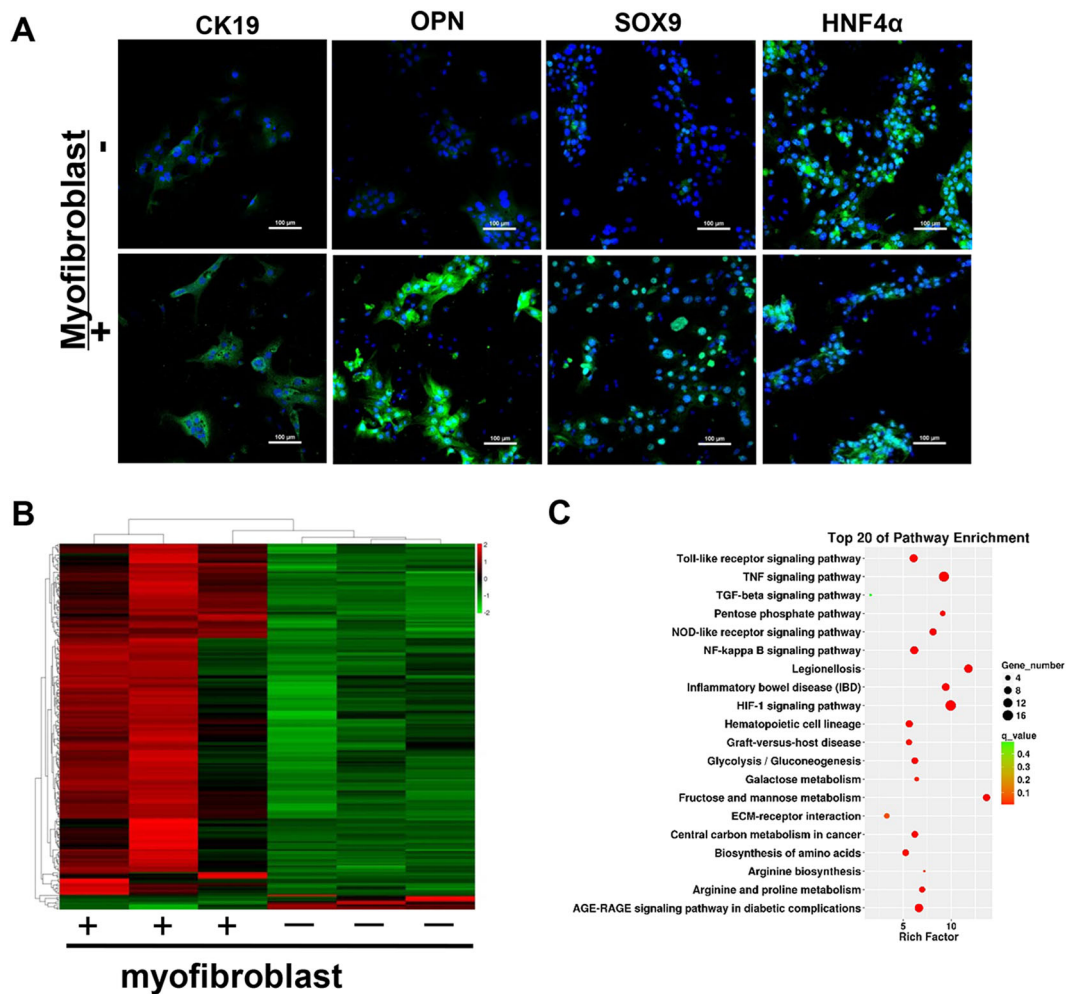 A
CK19 OPN SOX9 HNF4α
Myofibroblast
-
+
100 μm 100 μm 100 μm 100 μm
100 μm 100 μm 100 μm 100 μm
B
2
1
0
-1
-2
+ + + — — —
myofibroblast
C
Top 20 of Pathway Enrichment
Toll-like receptor signaling pathway
TNF signaling pathway
TGF-beta signaling pathway
Pentose phosphate pathway
NOD-like receptor signaling pathway
NF-kappa B signaling pathway
Legionellosis
Inflammatory bowel disease (IBD)
HIF-1 signaling pathway
Hematopoietic cell lineage
Graft-versus-host disease
Glycolysis / Gluconeogenesis
Galactose metabolism
Fructose and mannose metabolism
ECM-receptor interaction
Central carbon metabolism in cancer
Biosynthesis of amino acids
Arginine biosynthesis
Arginine and proline metabolism
AGE-RAGE signaling pathway in diabetic complications
5 10
Rich Factor
Gene_number
4
8
12
16
q_value
0.4
0.3
0.2
0.1